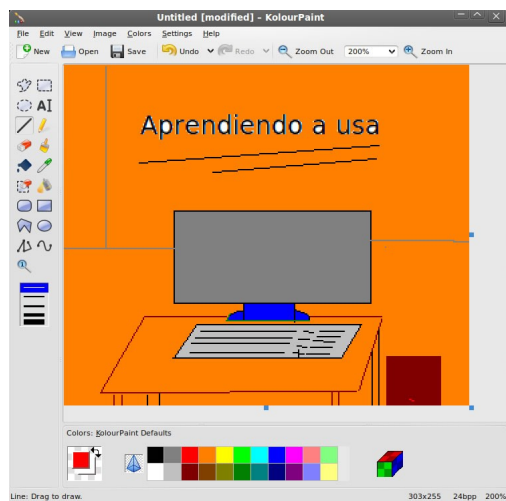 Untitled [modified] - KolourPaint
File Edit View Image Colors Settings Help
New Open Save Undo Redo Zoom Out 200% Zoom In
AI
Aprendiendo a usa
Colors: KolourPaint Defaults
Line: Drag to draw. 303x255 24bpp 200%